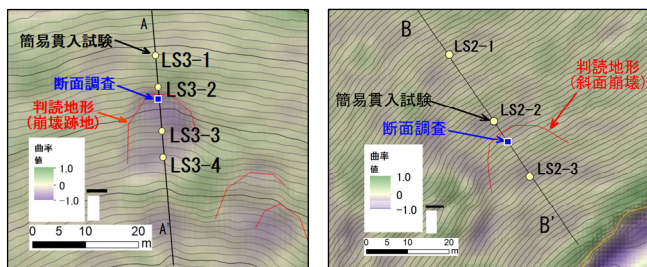 A
簡易貫入試験
LS3-1
断面調査
LS3-2
判読地形
(崩壊跡地)
LS3-3
LS3-4
曲率
値
1.0
0
-1.0
A'
0 5 10 20
m
B
LS2-1
判読地形
(斜面崩壊)
簡易貫入試験
LS2-2
断面調査
LS2-3
曲率
値
1.0
0
-1.0
B'
0 5 10 20
m